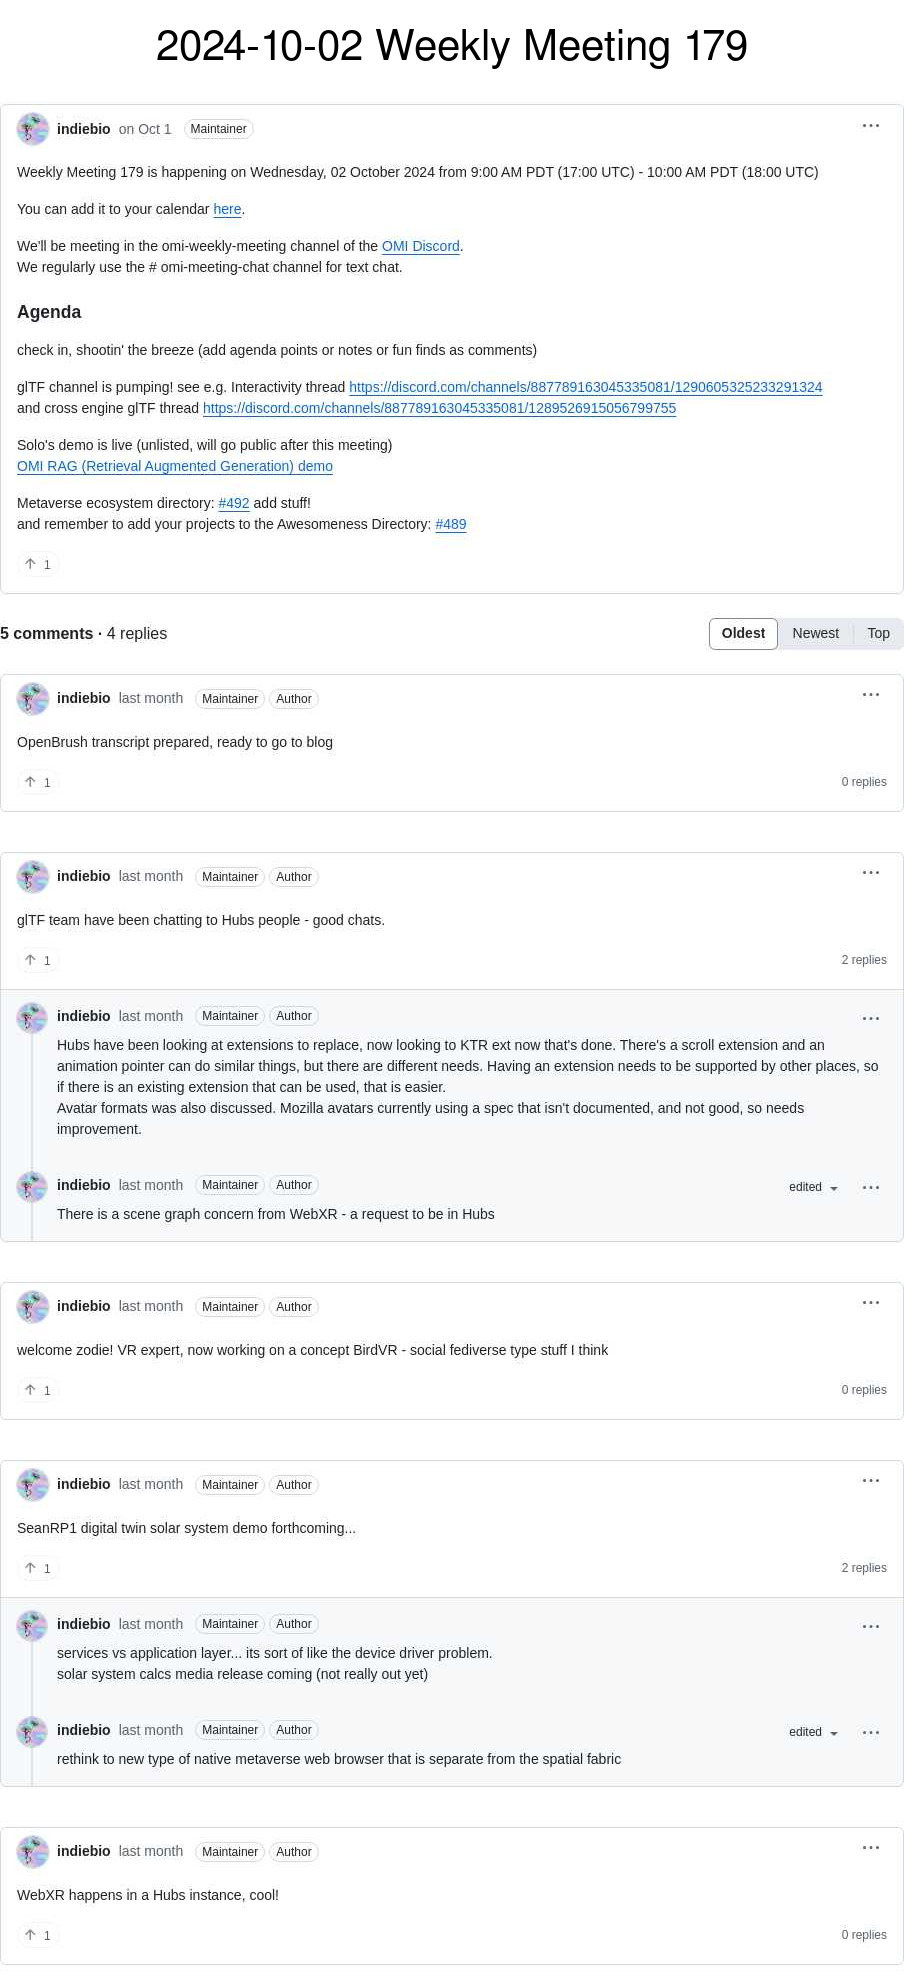 2024-10-02 Weekly Meeting 179
indiebio on Oct 1 Maintainer
Weekly Meeting 179 is happening on Wednesday, 02 October 2024 from 9:00 AM PDT (17:00 UTC) - 10:00 AM PDT (18:00 UTC)
You can add it to your calendar here.
We'll be meeting in the omi-weekly-meeting channel of the OMI Discord.
We regularly use the # omi-meeting-chat channel for text chat.
Agenda
check in, shootin' the breeze (add agenda points or notes or fun finds as comments)
glTF channel is pumping! see e.g. Interactivity thread https://discord.com/channels/887789163045335081/1290605325233291324
and cross engine glTF thread https://discord.com/channels/887789163045335081/1289526915056799755
Solo's demo is live (unlisted, will go public after this meeting)
OMI RAG (Retrieval Augmented Generation) demo
Metaverse ecosystem directory: #492 add stuff!
and remember to add your projects to the Awesomeness Directory: #489
1
5 comments · 4 replies Oldest Newest Top
indiebio last month Maintainer Author
OpenBrush transcript prepared, ready to go to blog
1 0 replies
indiebio last month Maintainer Author
glTF team have been chatting to Hubs people - good chats.
1 2 replies
indiebio last month Maintainer Author
Hubs have been looking at extensions to replace, now looking to KTR ext now that's done. There's a scroll extension and an
animation pointer can do similar things, but there are different needs. Having an extension needs to be supported by other places, so
if there is an existing extension that can be used, that is easier.
Avatar formats was also discussed. Mozilla avatars currently using a spec that isn't documented, and not good, so needs
improvement.
indiebio last month Maintainer Author edited
There is a scene graph concern from WebXR - a request to be in Hubs
indiebio last month Maintainer Author
welcome zodie! VR expert, now working on a concept BirdVR - social fediverse type stuff I think
1 0 replies
indiebio last month Maintainer Author
SeanRP1 digital twin solar system demo forthcoming...
1 2 replies
indiebio last month Maintainer Author
services vs application layer... its sort of like the device driver problem.
solar system calcs media release coming (not really out yet)
indiebio last month Maintainer Author edited
rethink to new type of native metaverse web browser that is separate from the spatial fabric
indiebio last month Maintainer Author
WebXR happens in a Hubs instance, cool!
1 0 replies